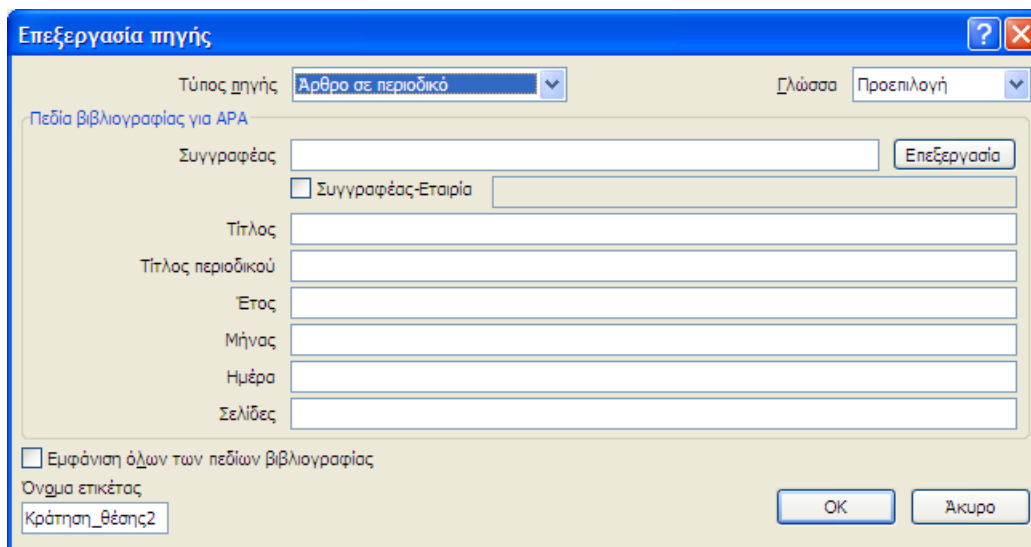 Επεξεργασία πηγής
Τύπος πηγής Άρθρο σε περιοδικό Γλώσσα Προεπιλογή
Πεδία βιβλιογραφίας για APA
Συγγραφέας Επεξεργασία
Συγγραφέας-Εταιρία
Τίτλος
Τίτλος περιοδικού
Έτος
Μήνας
Ημέρα
Σελίδες
Εμφάνιση όλων των πεδίων βιβλιογραφίας
Όνομα ετικέτας
Κράτηση_θέσης2 OK Άκυρο